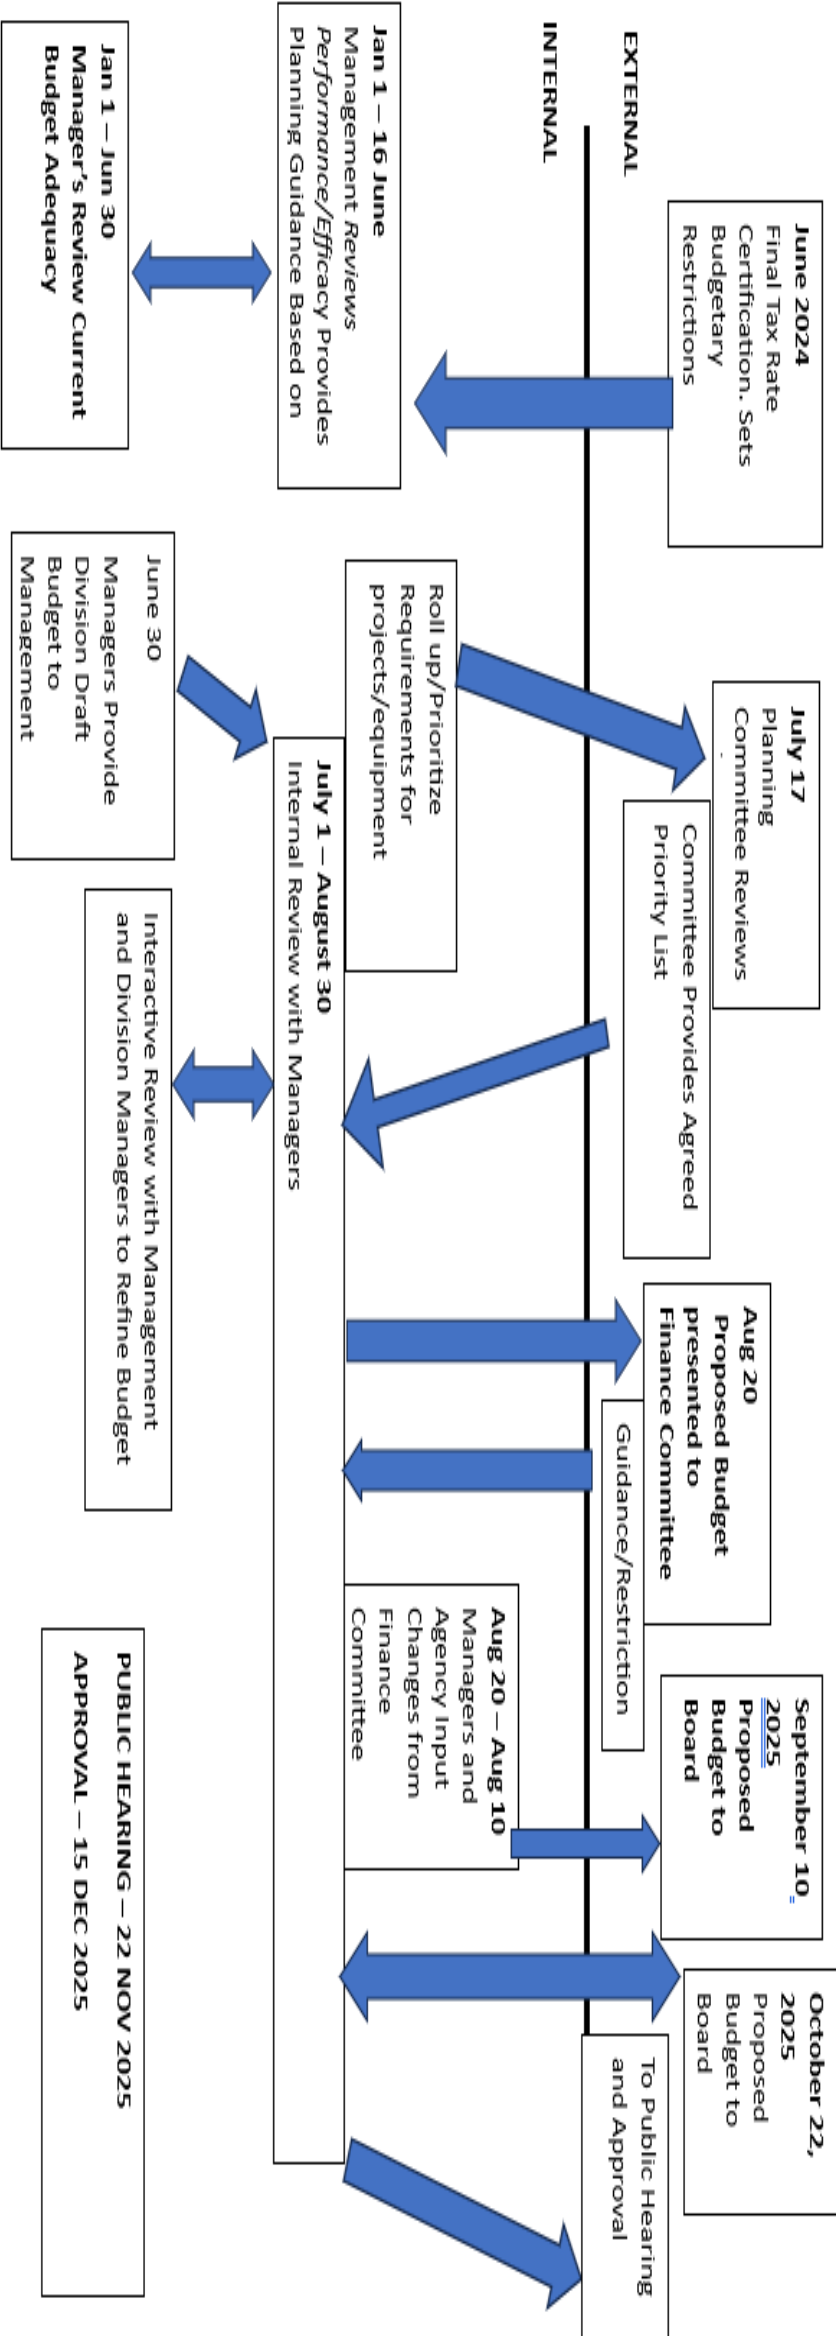 EXTERNAL
INTERNAL
June 2024
Final Tax Rate
Certification. Sets
Budgetary
Restrictions
July 17
Planning
Committee Reviews
.
Committee Provides Agreed
Priority List
Aug 20
Proposed Budget
presented to
Finance Committee
Guidance/Restriction
September 10,
2025
Proposed
Budget to
Board
October 22,
2025
Proposed
Budget to
Board
To Public Hearing
and Approval
Jan 1 – 16 June
Management Reviews
Performance/Efficacy Provides
Planning Guidance Based on
Roll up/Prioritize
Requirements for
projects/equipment
July 1 – August 30
Internal Review with Managers
Aug 20 – Aug 10
Managers and
Agency Input
Changes from
Finance
Committee
Jan 1 – Jun 30
Manager's Review Current
Budget Adequacy
June 30
Managers Provide
Division Draft
Budget to
Management
Interactive Review with Management
and Division Managers to Refine Budget
PUBLIC HEARING – 22 NOV 2025
APPROVAL – 15 DEC 2025